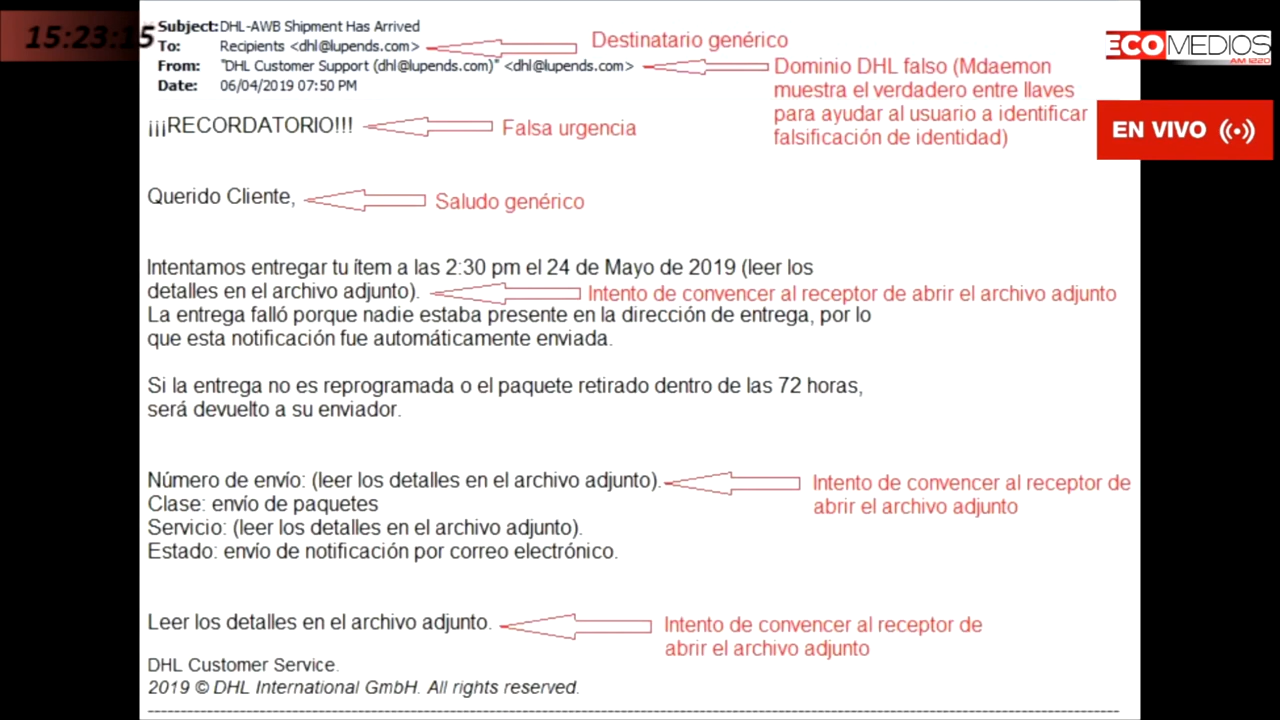 15:23:15
Subject: DHL-AWB Shipment Has Arrived
To: Recipients <dhl@lupends.com>
Destinatario genérico
From: "DHL Customer Support (dhl@lupends.com)" <dhl@lupends.com>
Dominio DHL falso (Mdaemon
muestra el verdadero entre llaves
para ayudar al usuario a identificar
falsificación de identidad)
Date: 06/04/2019 07:50 PM
ECOMEDIOS
AM 1220
EN VIVO
¡¡¡RECORDATORIO!!!
Falsa urgencia
Querido Cliente,
Saludo genérico
Intentamos entregar tu ítem a las 2:30 pm el 24 de Mayo de 2019 (leer los
detalles en el archivo adjunto).
Intento de convencer al receptor de abrir el archivo adjunto
La entrega falló porque nadie estaba presente en la dirección de entrega, por lo
que esta notificación fue automáticamente enviada.
Si la entrega no es reprogramada o el paquete retirado dentro de las 72 horas,
será devuelto a su enviador.
Número de envío: (leer los detalles en el archivo adjunto).
Intento de convencer al receptor de
abrir el archivo adjunto
Clase: envío de paquetes
Servicio: (leer los detalles en el archivo adjunto).
Estado: envío de notificación por correo electrónico.
Leer los detalles en el archivo adjunto.
Intento de convencer al receptor de
abrir el archivo adjunto
DHL Customer Service.
2019 © DHL International GmbH. All rights reserved.